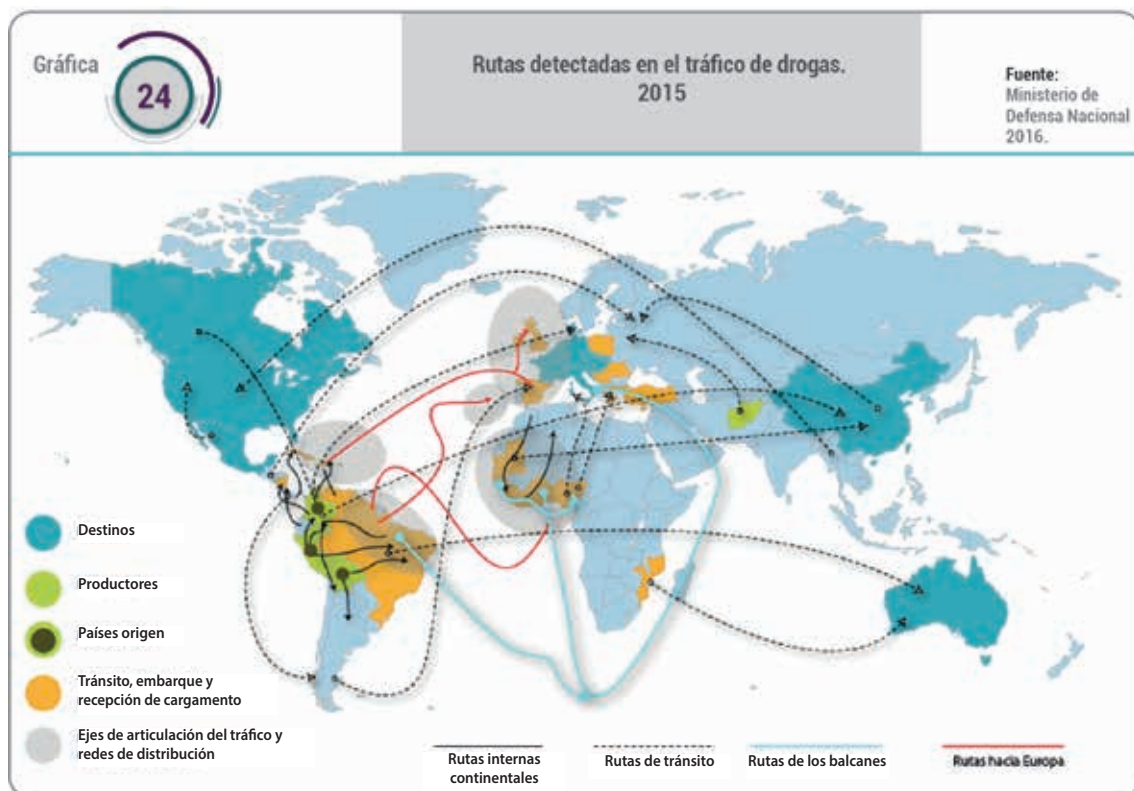 Gráfica
24
Rutas detectadas en el tráfico de drogas.
2015
Fuente:
Ministerio de
Defensa Nacional
2016.
Destinos
Productores
Países origen
Tránsito, embarque y
recepción de cargamento
Ejes de articulación del tráfico y
redes de distribución
Rutas internas
continentales
Rutas de tránsito
Rutas de los balcanes
Rutas hacia Europa